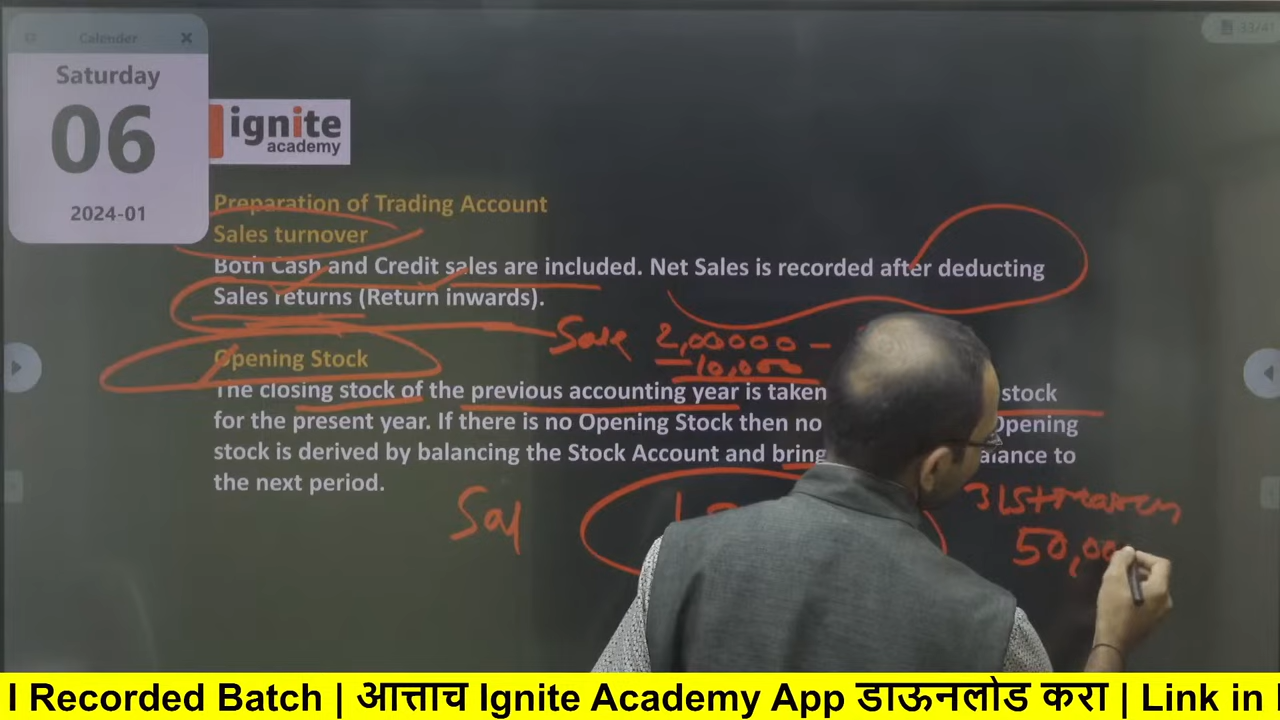 Calender
Saturday
06
2024-01
33/41
ignite
academy
Preparation of Trading Account
Sales turnover
Both Cash and Credit sales are included. Net Sales is recorded after deducting
Sales returns (Return inwards).
Sale 2,00000 –
10,000
Opening Stock
The closing stock of the previous accounting year is taken stock
for the present year. If there is no Opening Stock then no Opening
stock is derived by balancing the Stock Account and bring alance to
the next period.
Sal
31st march
50,00
l Recorded Batch | आत्ताच Ignite Academy App डाऊनलोड करा | Link in